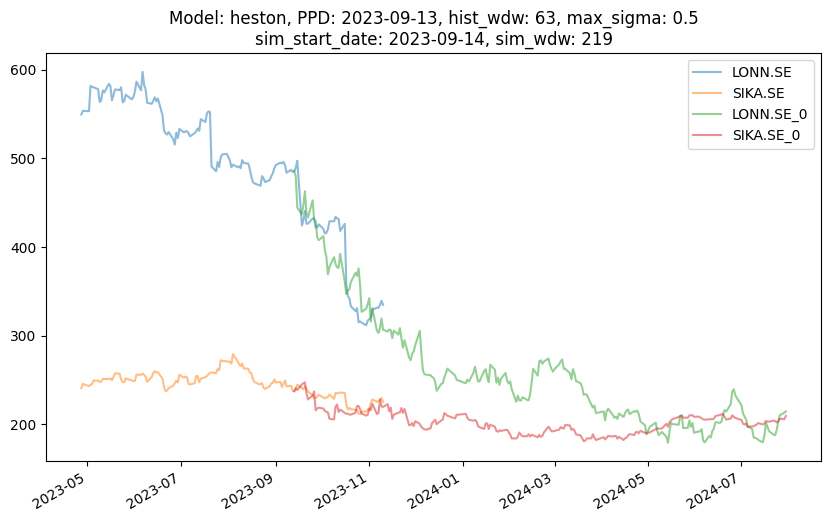 Model: heston, PPD: 2023-09-13, hist_wdw: 63, max_sigma: 0.5
sim_start_date: 2023-09-14, sim_wdw: 219
LONN.SE
SIKA.SE
LONN.SE_0
SIKA.SE_0
600
500
400
300
200
2023-05
2023-07
2023-09
2023-11
2024-01
2024-03
2024-05
2024-07